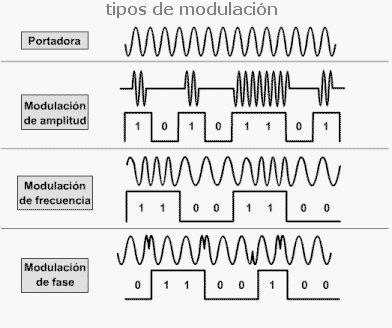 tipos de modulación
Portadora
Modulación
de amplitud
1 0 1 0 1 1 0 1
Modulación
de frecuencia
1 1 0 0 1 1 0 0
Modulación
de fase
0 1 1 0 0 1 0 0